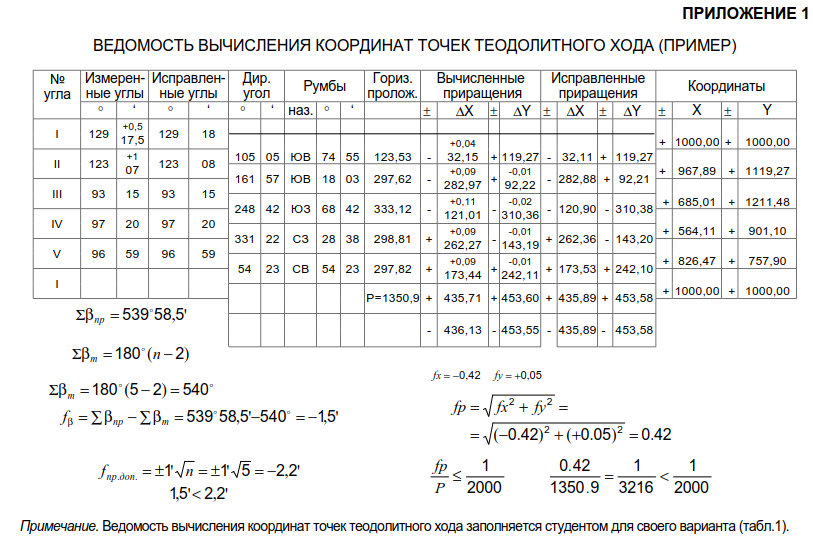 ПРИЛОЖЕНИЕ 1
ВЕДОМОСТЬ ВЫЧИСЛЕНИЯ КООРДИНАТ ТОЧЕК ТЕОДОЛИТНОГО ХОДА (ПРИМЕР)
№ угла | Измерен-ные углы | Исправлен-ные углы | Дир. угол | Румбы | Гориз. пролож. | Вычисленные приращения | Исправленные приращения | Координаты
° ‘ ° ‘ ° ‘ наз. ° ‘ ± ΔX ± ΔY ± ΔX ± ΔY ± X ± Y
I 129 +0,5 17,5 129 18 + 1000,00 + 1000,00
105 05 ЮВ 74 55 123,53 - +0,04 32,15 + 119,27 - 32,11 + 119,27
II 123 +1 07 123 08 + 967,89 + 1119,27
161 57 ЮВ 18 03 297,62 - +0,09 282,97 + -0,01 92,22 - 282,88 + 92,21
III 93 15 93 15 + 685,01 + 1211,48
248 42 ЮЗ 68 42 333,12 - +0,11 121,01 - -0,02 310,36 - 120,90 - 310,38
IV 97 20 97 20 + 564,11 + 901,10
331 22 СЗ 28 38 298,81 + +0,09 262,27 - -0,01 143,19 + 262,36 - 143,20
V 96 59 96 59 + 826,47 + 757,90
54 23 СВ 54 23 297,82 + +0,09 173,44 + -0,01 242,11 + 173,53 + 242,10
I + 1000,00 + 1000,00
P=1350,9 + 435,71 + 453,60 + 435,89 + 453,58
- 436,13 - 453,55 - 435,89 - 453,58
Σβпр = 539°58,5'
Σβm = 180°(n − 2)
Σβm = 180°(5 − 2) = 540°
fβ = Σβпр − Σβm = 539°58,5'−540° = −1,5'
fпр.доп. = ±1'√n = ±1'√5 = −2,2'
1,5' < 2,2'
fx = −0,42 fy = +0,05
fp = √fx² + fy² =
= √(−0.42)² + (+0.05)² = 0.42
fp/P ≤ 1/2000 0.42/1350.9 = 1/3216 < 1/2000
Примечание. Ведомость вычисления координат точек теодолитного хода заполняется студентом для своего варианта (табл.1).